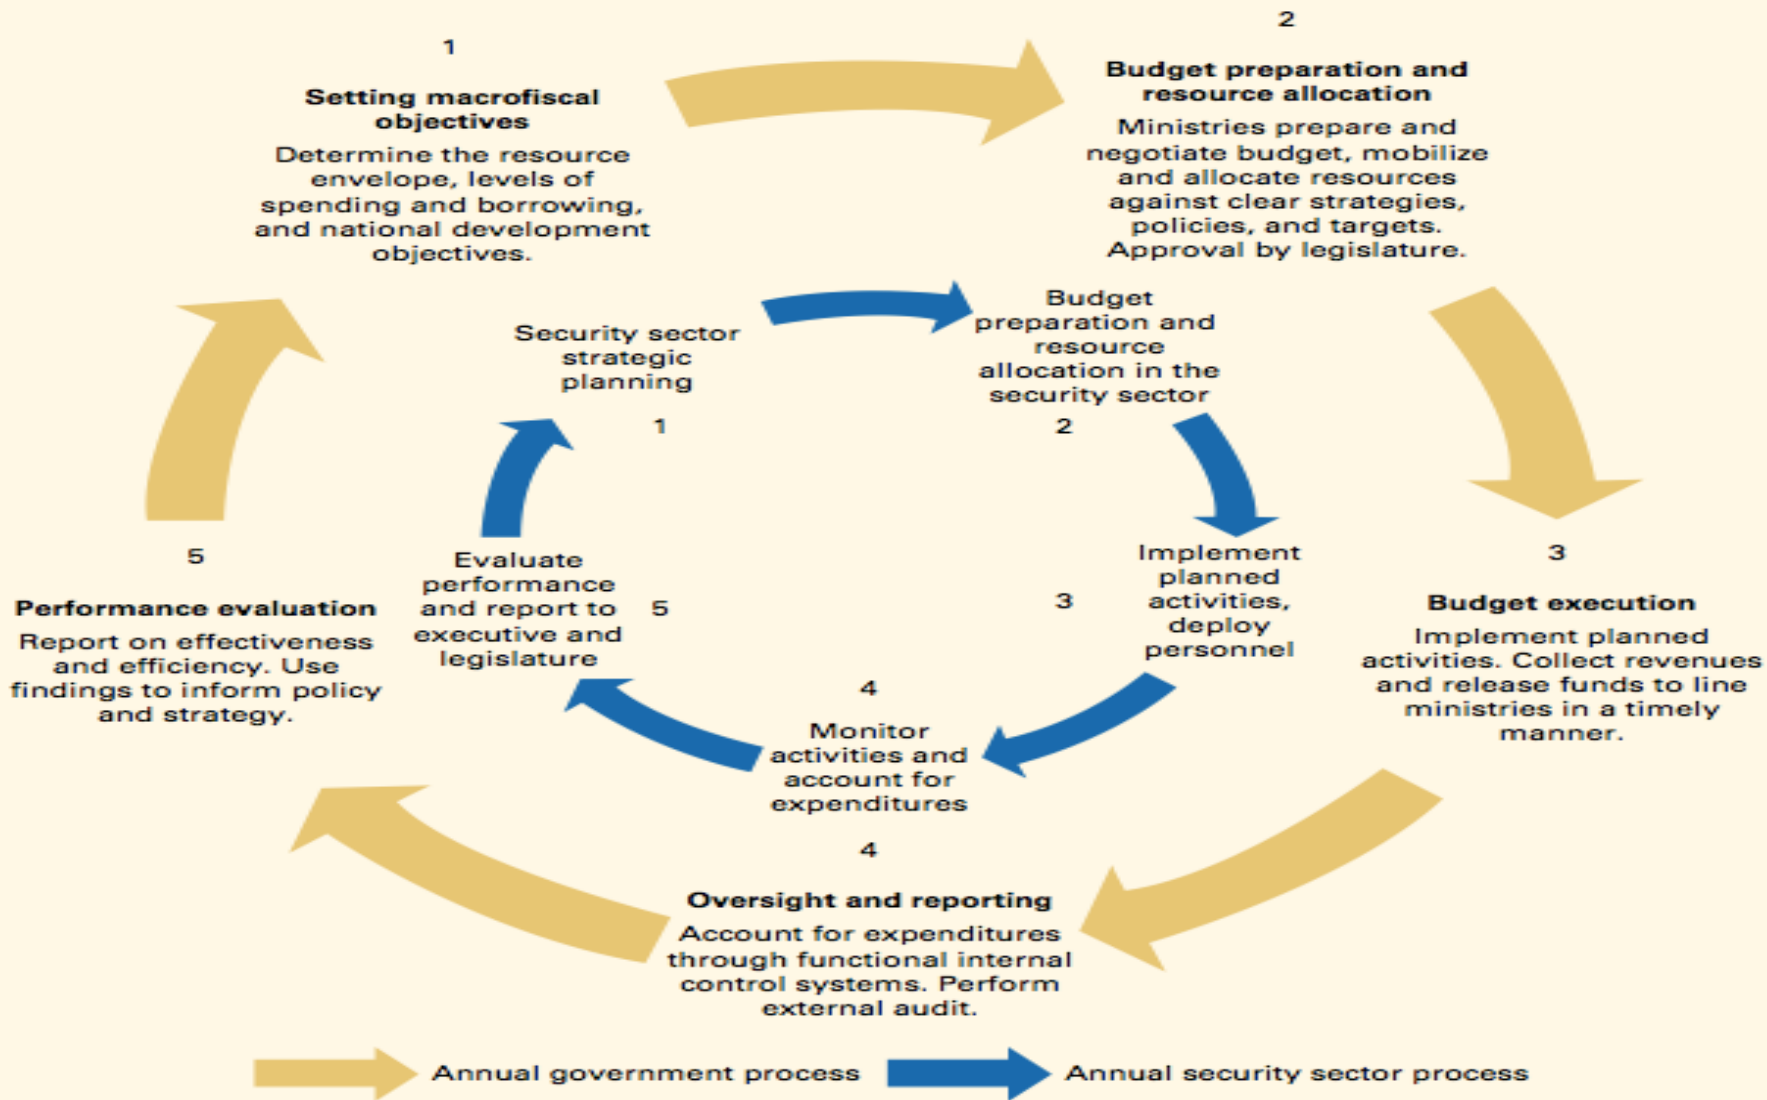 1
Setting macrofiscal
objectives
Determine the resource
envelope, levels of
spending and borrowing,
and national development
objectives.
2
Budget preparation and
resource allocation
Ministries prepare and
negotiate budget, mobilize
and allocate resources
against clear strategies,
policies, and targets.
Approval by legislature.
Security sector
strategic
planning
1
Budget
preparation and
resource
allocation in the
security sector
2
5
Performance evaluation
Report on effectiveness
and efficiency. Use
findings to inform policy
and strategy.
Evaluate
performance
and report to
executive and
legislature
5
3
Implement
planned
activities,
deploy
personnel
3
Budget execution
Implement planned
activities. Collect revenues
and release funds to line
ministries in a timely
manner.
4
Monitor
activities and
account for
expenditures
4
Oversight and reporting
Account for expenditures
through functional internal
control systems. Perform
external audit.
Annual government process
Annual security sector process